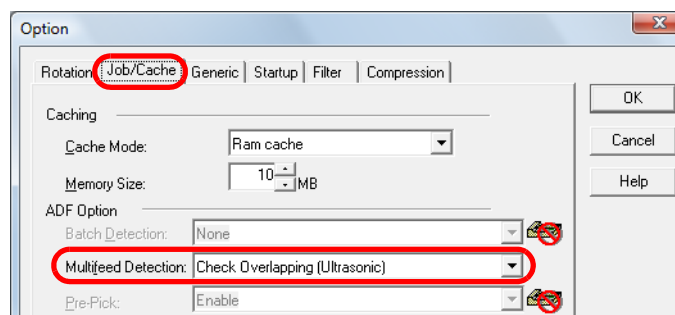 Option
Rotation Job/Cache Generic Startup Filter Compression
OK
Caching
Cache Mode: Ram cache
Cancel
Memory Size: 10 MB
Help
ADF Option
Batch Detection: None
Multifeed Detection: Check Overlapping (Ultrasonic)
Pre-Pick: Enable